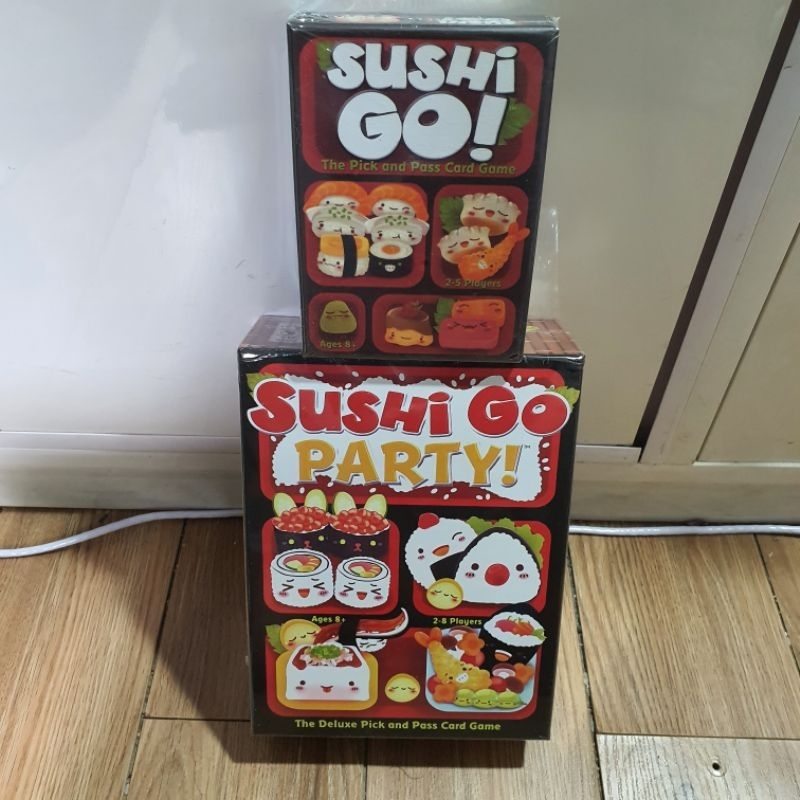 SUSHi
GO!
The Pick and Pass Card Game
2-5 Players
Ages 8+
SUSHi GO
PARTY!™
Ages 8+
2-8 Players
The Deluxe Pick and Pass Card Game